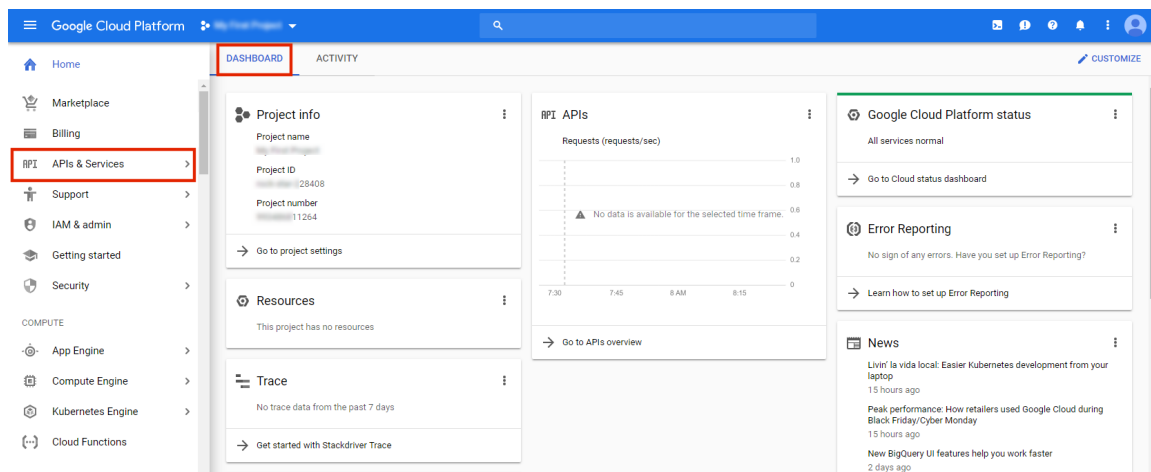 Google Cloud Platform
DASHBOARD
ACTIVITY
CUSTOMIZE
Home
Marketplace
Billing
API APIs & Services
Support
IAM & admin
Getting started
Security
COMPUTE
App Engine
Compute Engine
Kubernetes Engine
Cloud Functions
Project info
Project name
Project ID
28408
Project number
11264
Go to project settings
Resources
This project has no resources
Trace
No trace data from the past 7 days
Get started with Stackdriver Trace
API APIs
Requests (requests/sec)
1.0
0.8
No data is available for the selected time frame.
0.6
0.4
0.2
0
7:30 7:45 8 AM 8:15
Go to APIs overview
Google Cloud Platform status
All services normal
Go to Cloud status dashboard
Error Reporting
No sign of any errors. Have you set up Error Reporting?
Learn how to set up Error Reporting
News
Livin' la vida local: Easier Kubernetes development from your
laptop
15 hours ago
Peak performance: How retailers used Google Cloud during
Black Friday/Cyber Monday
15 hours ago
New BigQuery UI features help you work faster
2 days ago